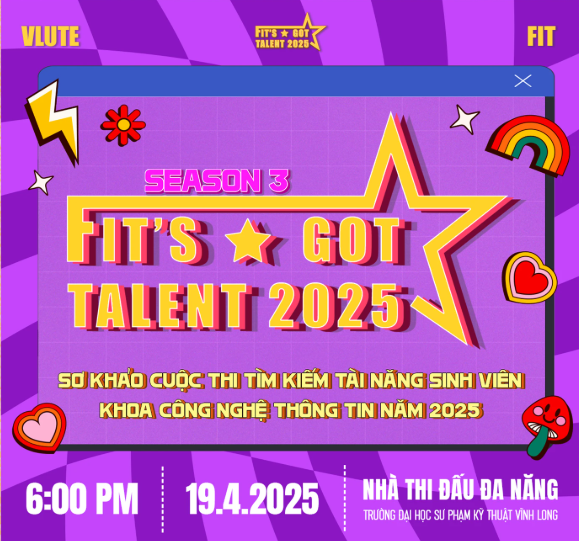 VLUTE
FIT'S ★ GOT
TALENT 2025
FIT
SEASON 3
FIT'S ★ GOT
TALENT 2025
SƠ KHẢO CUỘC THI TÌM KIẾM TÀI NĂNG SINH VIÊN
KHOA CÔNG NGHỆ THÔNG TIN NĂM 2025
6:00 PM
19.4.2025
NHÀ THI ĐẤU ĐA NĂNG
TRƯỜNG ĐẠI HỌC SƯ PHẠM KỸ THUẬT VĨNH LONG